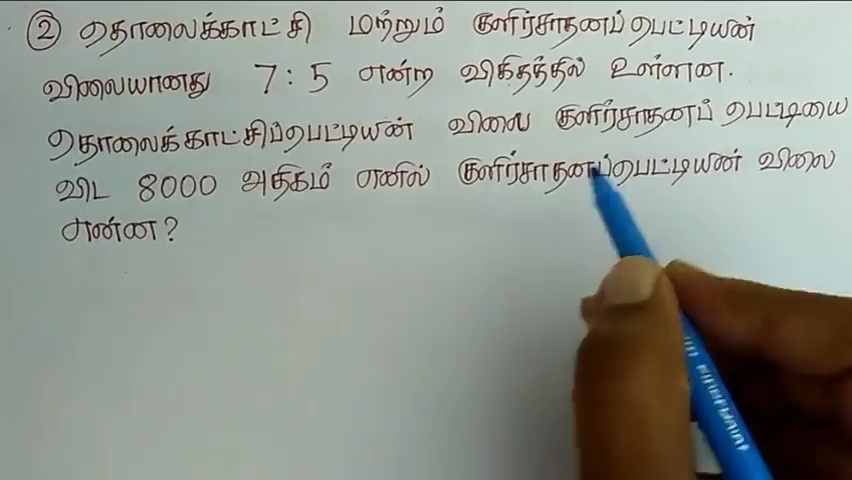 ② தொலைக்காட்சி மற்றும் குளிர்சாதனப் பெட்டியின்
விலையானது 7 : 5 என்ற விகிதத்தில் உள்ளன.
தொலைக்காட்சிப்பெட்டியின் விலை குளிர்சாதனப் பெட்டியை
விட 8000 அதிகம் எனில் குளிர்சாதனப்பெட்டியின் விலை
என்ன?